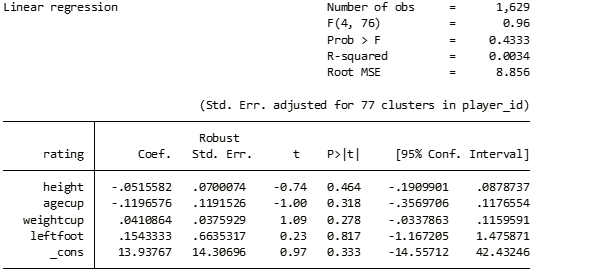 Linear regression Number of obs = 1,629
F(4, 76) = 0.96
Prob > F = 0.4333
R-squared = 0.0034
Root MSE = 8.856
(Std. Err. adjusted for 77 clusters in player_id)
Robust
rating Coef. Std. Err. t P>|t| [95% Conf. Interval]
height -.0515582 .0700074 -0.74 0.464 -.1909901 .0878737
agecup -.1196576 .1191526 -1.00 0.318 -.3569706 .1176554
weightcup .0410864 .0375929 1.09 0.278 -.0337863 .1159591
leftfoot .1543333 .6635317 0.23 0.817 -1.167205 1.475871
_cons 13.93767 14.30696 0.97 0.333 -14.55712 42.43246